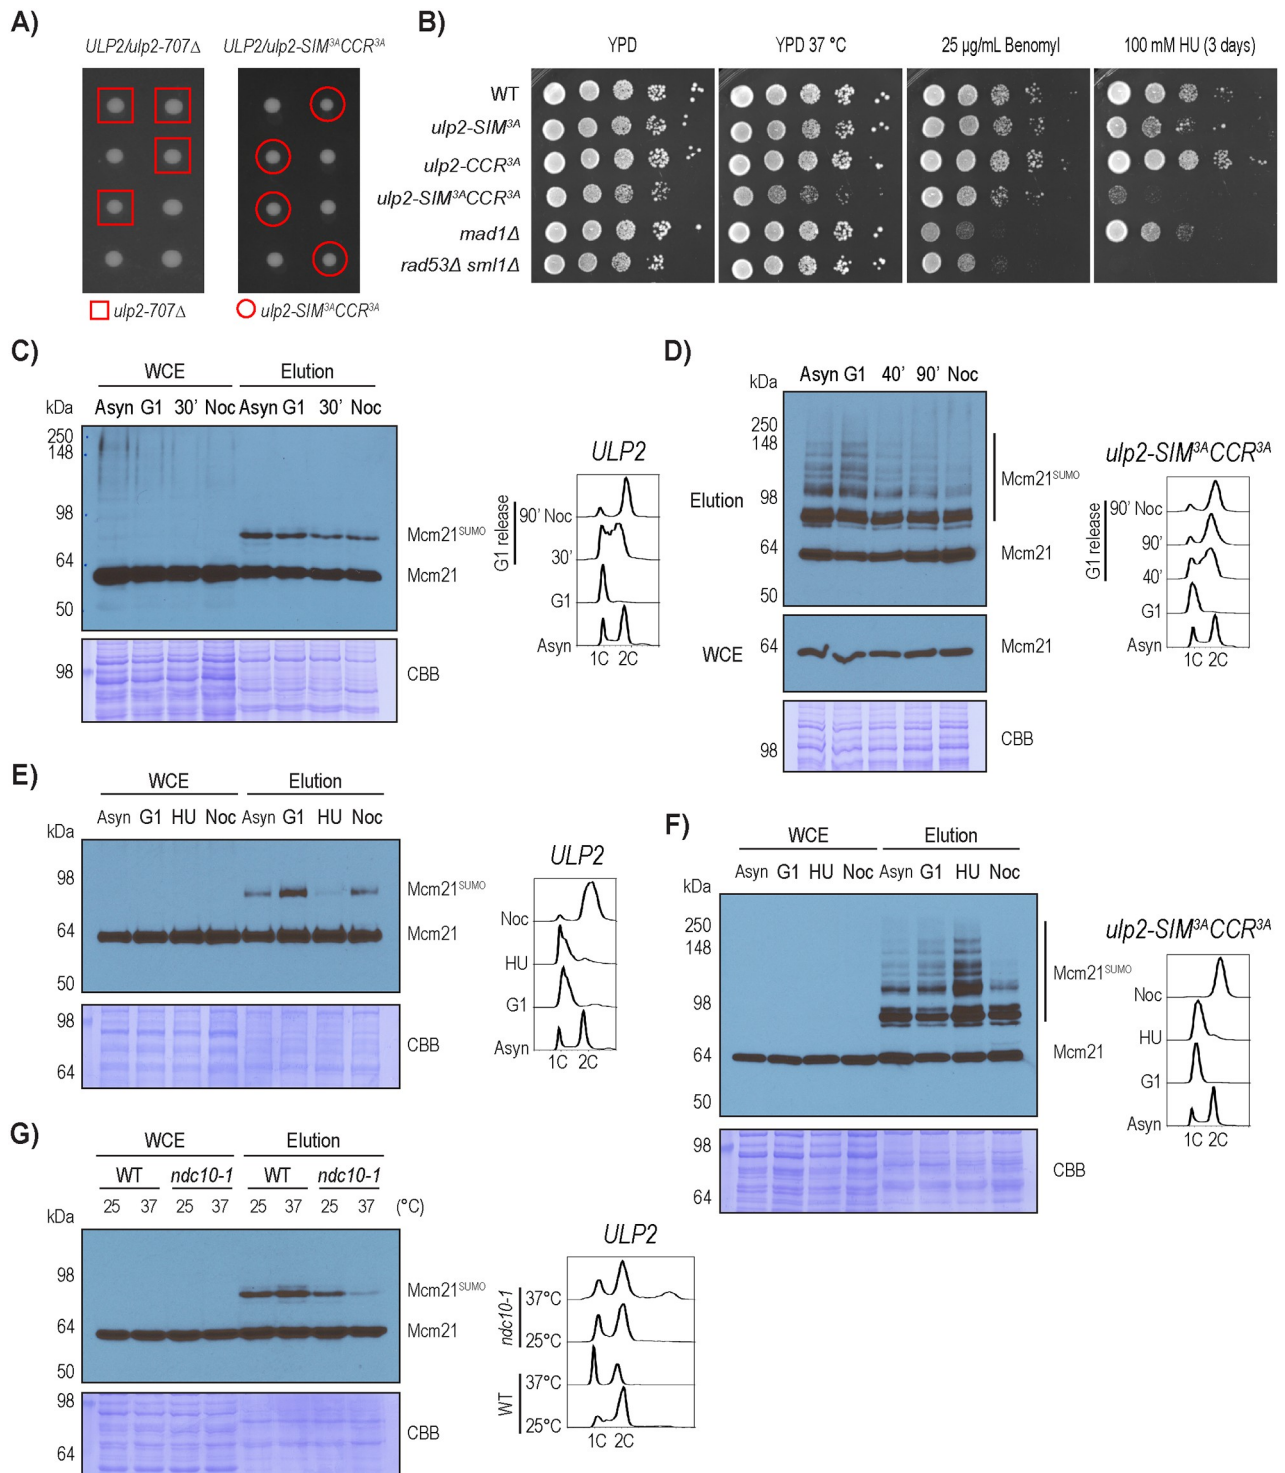 A)
ULP2/ulp2-707Δ
ULP2/ulp2-SIM³ᴬCCR³ᴬ
ulp2-707Δ
ulp2-SIM³ᴬCCR³ᴬ
B)
YPD
YPD 37 °C
25 µg/mL Benomyl
100 mM HU (3 days)
WT
ulp2-SIM³ᴬ
ulp2-CCR³ᴬ
ulp2-SIM³ᴬCCR³ᴬ
mad1Δ
rad53Δ sml1Δ
C)
WCE
Elution
kDa
Asyn G1 30’ Noc Asyn G1 30’ Noc
250
148
98
64
50
Mcm21ˢᵁᴹᴼ
Mcm21
98
CBB
ULP2
G1 release
90’ Noc
30’
G1
Asyn
1C 2C
D)
kDa
Asyn G1 40’ 90’ Noc
250
148
98
64
50
Elution
Mcm21ˢᵁᴹᴼ
Mcm21
WCE
64
Mcm21
98
CBB
ulp2-SIM³ᴬCCR³ᴬ
G1 release
90’ Noc
90’
40’
G1
Asyn
1C 2C
E)
WCE
Elution
kDa
Asyn G1 HU Noc Asyn G1 HU Noc
98
64
50
Mcm21ˢᵁᴹᴼ
Mcm21
98
64
CBB
ULP2
Noc
HU
G1
Asyn
1C 2C
F)
WCE
Elution
kDa
Asyn G1 HU Noc Asyn G1 HU Noc
250
148
98
64
50
Mcm21ˢᵁᴹᴼ
Mcm21
98
64
CBB
ulp2-SIM³ᴬCCR³ᴬ
Noc
HU
G1
Asyn
1C 2C
G)
WCE
Elution
WT ndc10-1 WT ndc10-1
kDa
25 37 25 37 25 37 25 37 (°C)
98
64
50
Mcm21ˢᵁᴹᴼ
Mcm21
98
64
CBB
ULP2
ndc10-1
37°C
25°C
WT
37°C
25°C
1C 2C